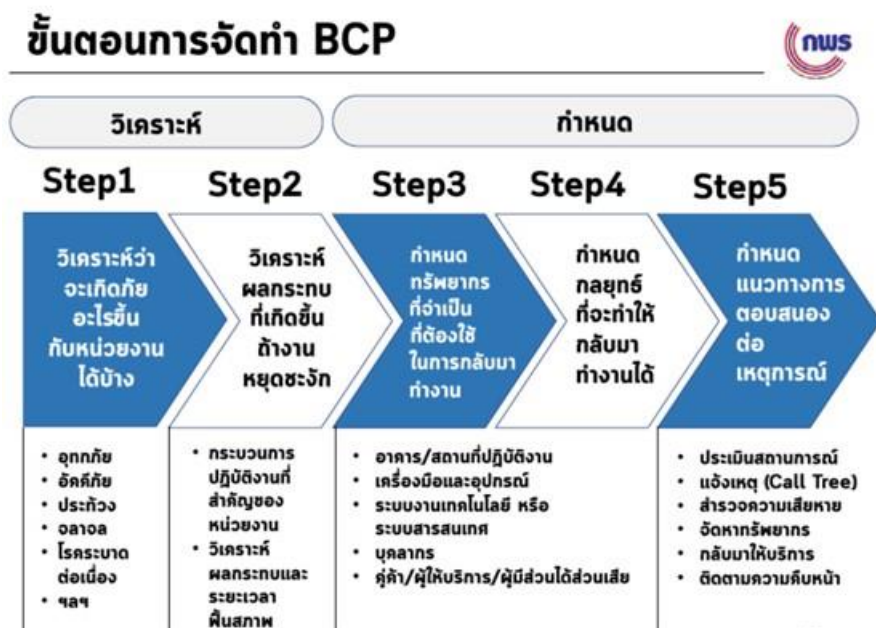 ขั้นตอนการจัดทำ BCP
กพร
วิเคราะห์
กำหนด
Step1
Step2
Step3
Step4
Step5
วิเคราะห์ว่า
จะเกิดภัย
อะไรขึ้น
กับหน่วยงาน
ได้บ้าง
วิเคราะห์
ผลกระทบ
ที่เกิดขึ้น
ถ้างาน
หยุดชะงัก
กำหนด
ทรัพยากร
ที่จำเป็น
ที่ต้องใช้
ในการกลับมา
ทำงาน
กำหนด
กลยุทธ์
ที่จะทำให้
กลับมา
ทำงานได้
กำหนด
แนวทางการ
ตอบสนอง
ต่อ
เหตุการณ์
• อุทกภัย
• อัคคีภัย
• ประท้วง
• จลาจล
• โรคระบาด
ต่อเนื่อง
• ฯลฯ
• กระบวนการ
ปฏิบัติงานที่
สำคัญของ
หน่วยงาน
• วิเคราะห์
ผลกระทบและ
ระยะเวลา
ฟื้นสภาพ
• อาคาร/สถานที่ปฏิบัติงาน
• เครื่องมือและอุปกรณ์
• ระบบงานเทคโนโลยี หรือ
ระบบสารสนเทศ
• บุคลากร
• คู่ค้า/ผู้ให้บริการ/ผู้มีส่วนได้ส่วนเสีย
• ประเมินสถานการณ์
• แจ้งเหตุ (Call Tree)
• สำรวจความเสียหาย
• จัดหาทรัพยากร
• กลับมาให้บริการ
• ติดตามความคืบหน้า